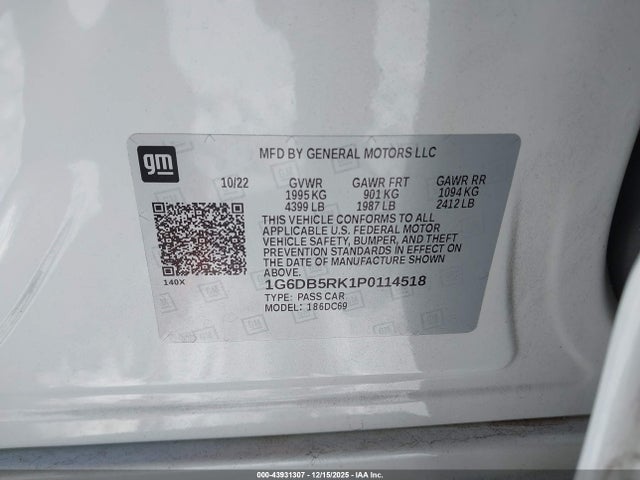 gm
MFD BY GENERAL MOTORS LLC
10/22 GVWR GAWR FRT GAWR RR
1995 KG 901 KG 1094 KG
4399 LB 1987 LB 2412 LB
THIS VEHICLE CONFORMS TO ALL
APPLICABLE U.S. FEDERAL MOTOR
VEHICLE SAFETY, BUMPER, AND THEFT
PREVENTION STANDARDS IN EFFECT ON
THE DATE OF MANUFACTURE SHOWN
ABOVE.
140X
1G6DB5RK1P0114518
TYPE: PASS CAR
MODEL: 186DC69
000-43931307 - 12/15/2025 - IAA Inc.